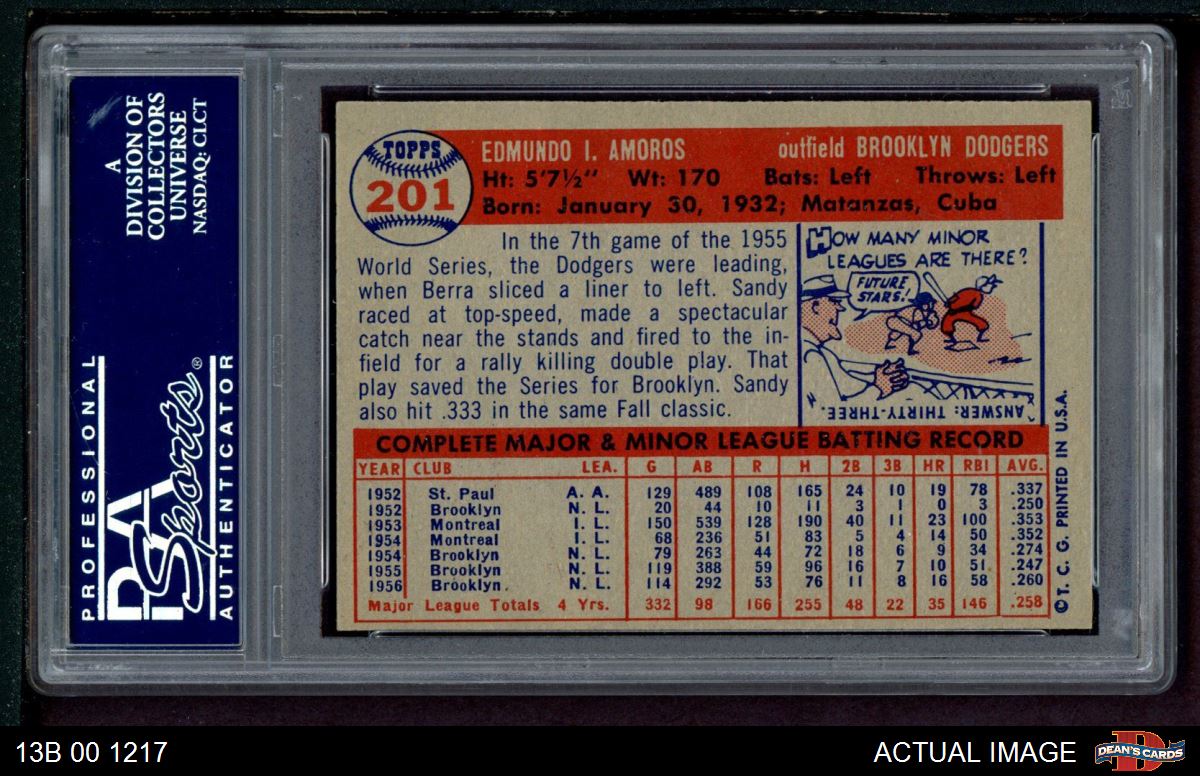 A
DIVISION OF
COLLECTORS
UNIVERSE
NASDAQ: CLCT
PROFESSIONAL
PSA
Sports®
AUTHENTICATOR
TOPPS
201
EDMUNDO I. AMOROS outfield BROOKLYN DODGERS
Ht: 5'7½" Wt: 170 Bats: Left Throws: Left
Born: January 30, 1932; Matanzas, Cuba
In the 7th game of the 1955
World Series, the Dodgers were leading,
when Berra sliced a liner to left. Sandy
raced at top-speed, made a spectacular
catch near the stands and fired to the in-
field for a rally killing double play. That
play saved the Series for Brooklyn. Sandy
also hit .333 in the same Fall classic.
HOW MANY MINOR
LEAGUES ARE THERE?
FUTURE
STARS!
ANSWER: THIRTY-THREE.
COMPLETE MAJOR & MINOR LEAGUE BATTING RECORD
YEAR CLUB LEA. G AB R H 2B 3B HR RBI AVG.
1952 St. Paul A. A. 129 489 108 165 24 10 19 78 .337
1952 Brooklyn N. L. 20 44 10 11 3 1 0 3 .250
1953 Montreal I. L. 150 539 128 190 40 11 23 100 .353
1954 Montreal I. L. 68 236 51 83 5 4 14 50 .352
1954 Brooklyn N. L. 79 263 44 72 18 6 9 34 .274
1955 Brooklyn N. L. 119 388 59 96 16 7 10 51 .247
1956 Brooklyn N. L. 114 292 53 76 11 8 16 58 .260
Major League Totals 4 Yrs. 332 98 166 255 48 22 35 146 .258
©T. C. G. PRINTED IN U.S.A.
13B 00 1217
ACTUAL IMAGE
DEAN'S CARDS